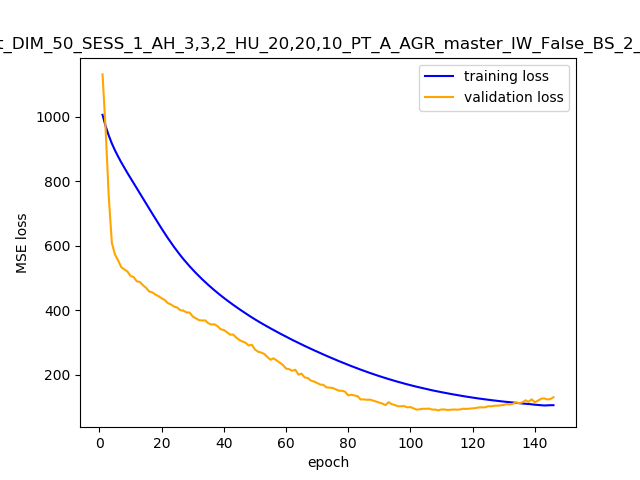 t_DIM_50_SESS_1_AH_3,3,2_HU_20,20,10_PT_A_AGR_master_IW_False_BS_2_
training loss
validation loss
MSE loss
1000
800
600
400
200
0 20 40 60 80 100 120 140
epoch